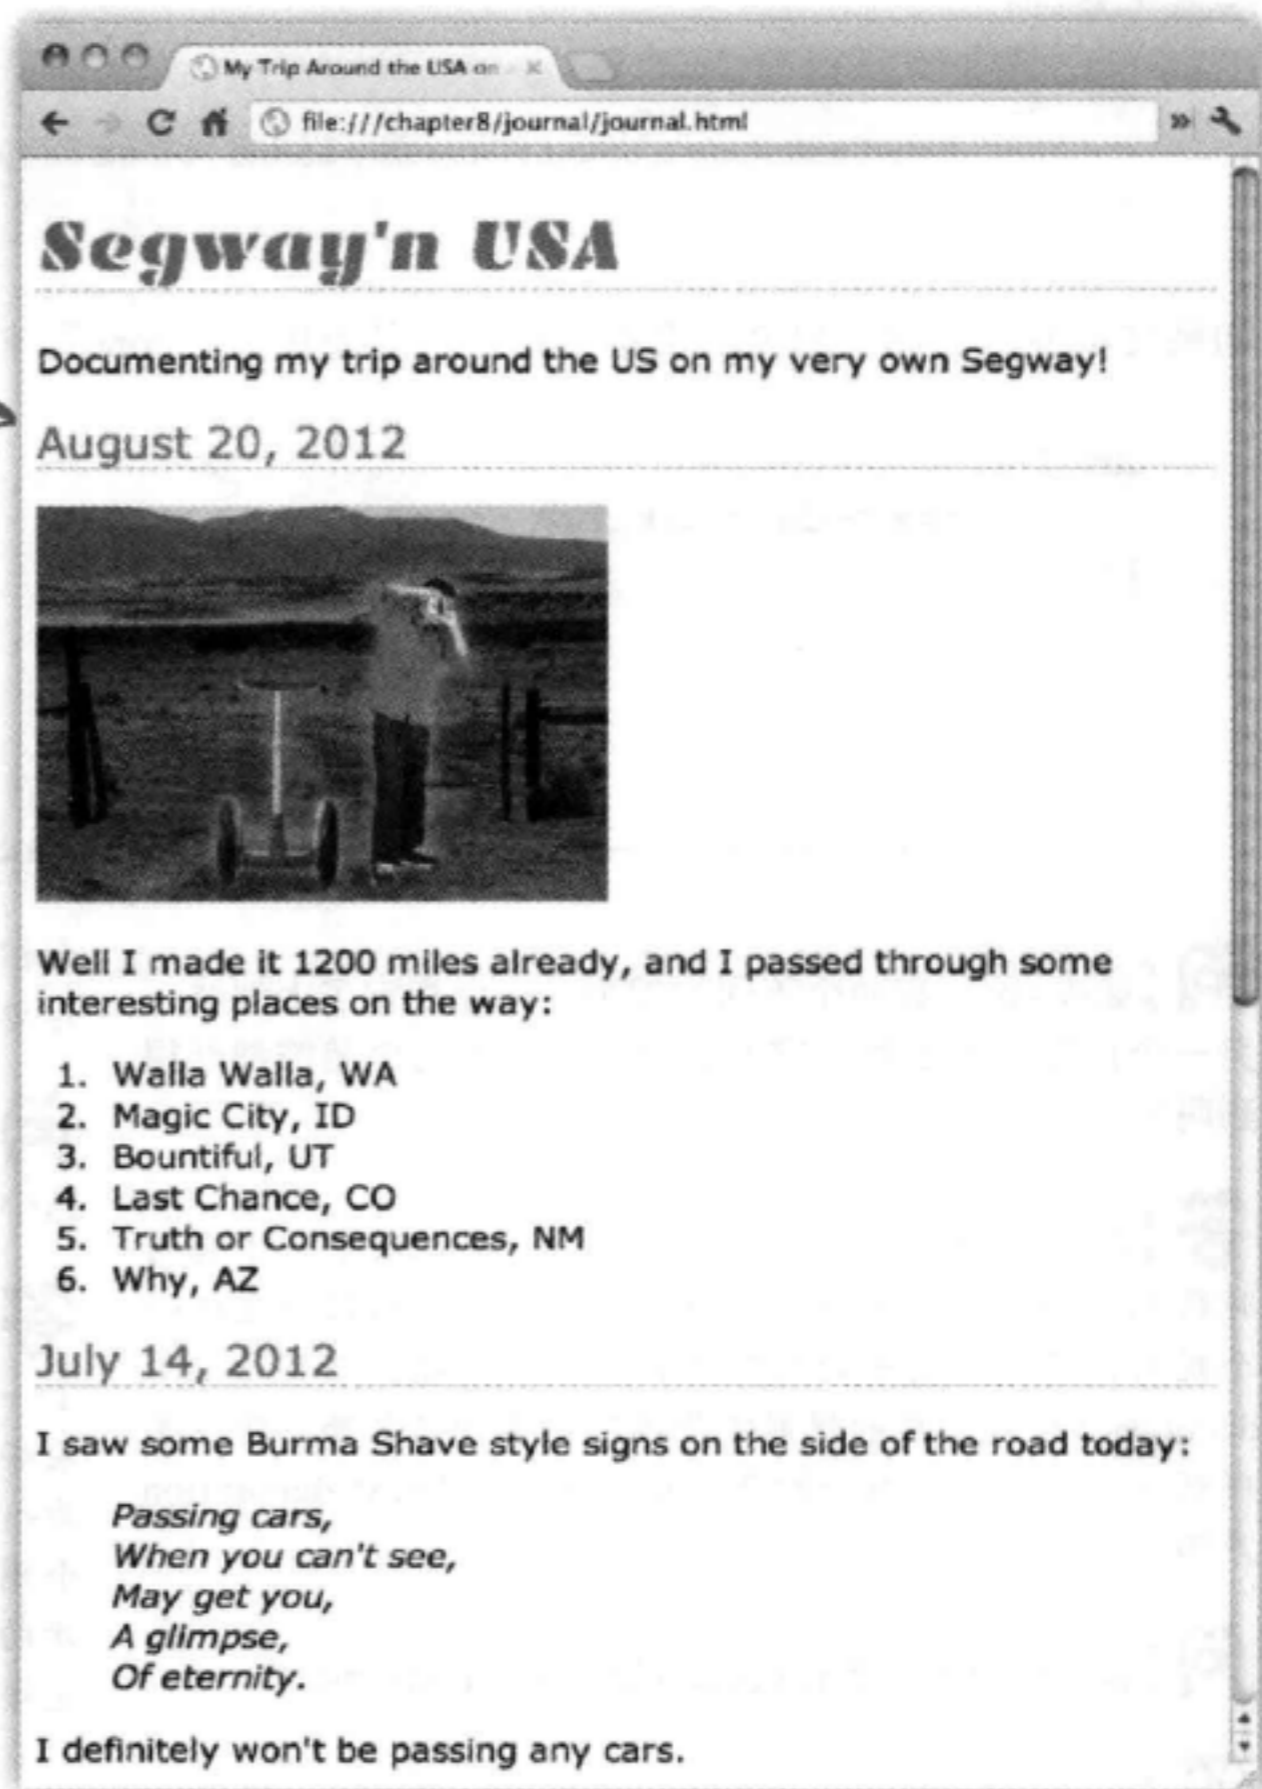 My Trip Around the USA on
file:///chapter8/journal/journal.html
Segway'n USA
Documenting my trip around the US on my very own Segway!
August 20, 2012
Well I made it 1200 miles already, and I passed through some
interesting places on the way:
1. Walla Walla, WA
2. Magic City, ID
3. Bountiful, UT
4. Last Chance, CO
5. Truth or Consequences, NM
6. Why, AZ
July 14, 2012
I saw some Burma Shave style signs on the side of the road today:
Passing cars,
When you can't see,
May get you,
A glimpse,
Of eternity.
I definitely won't be passing any cars.